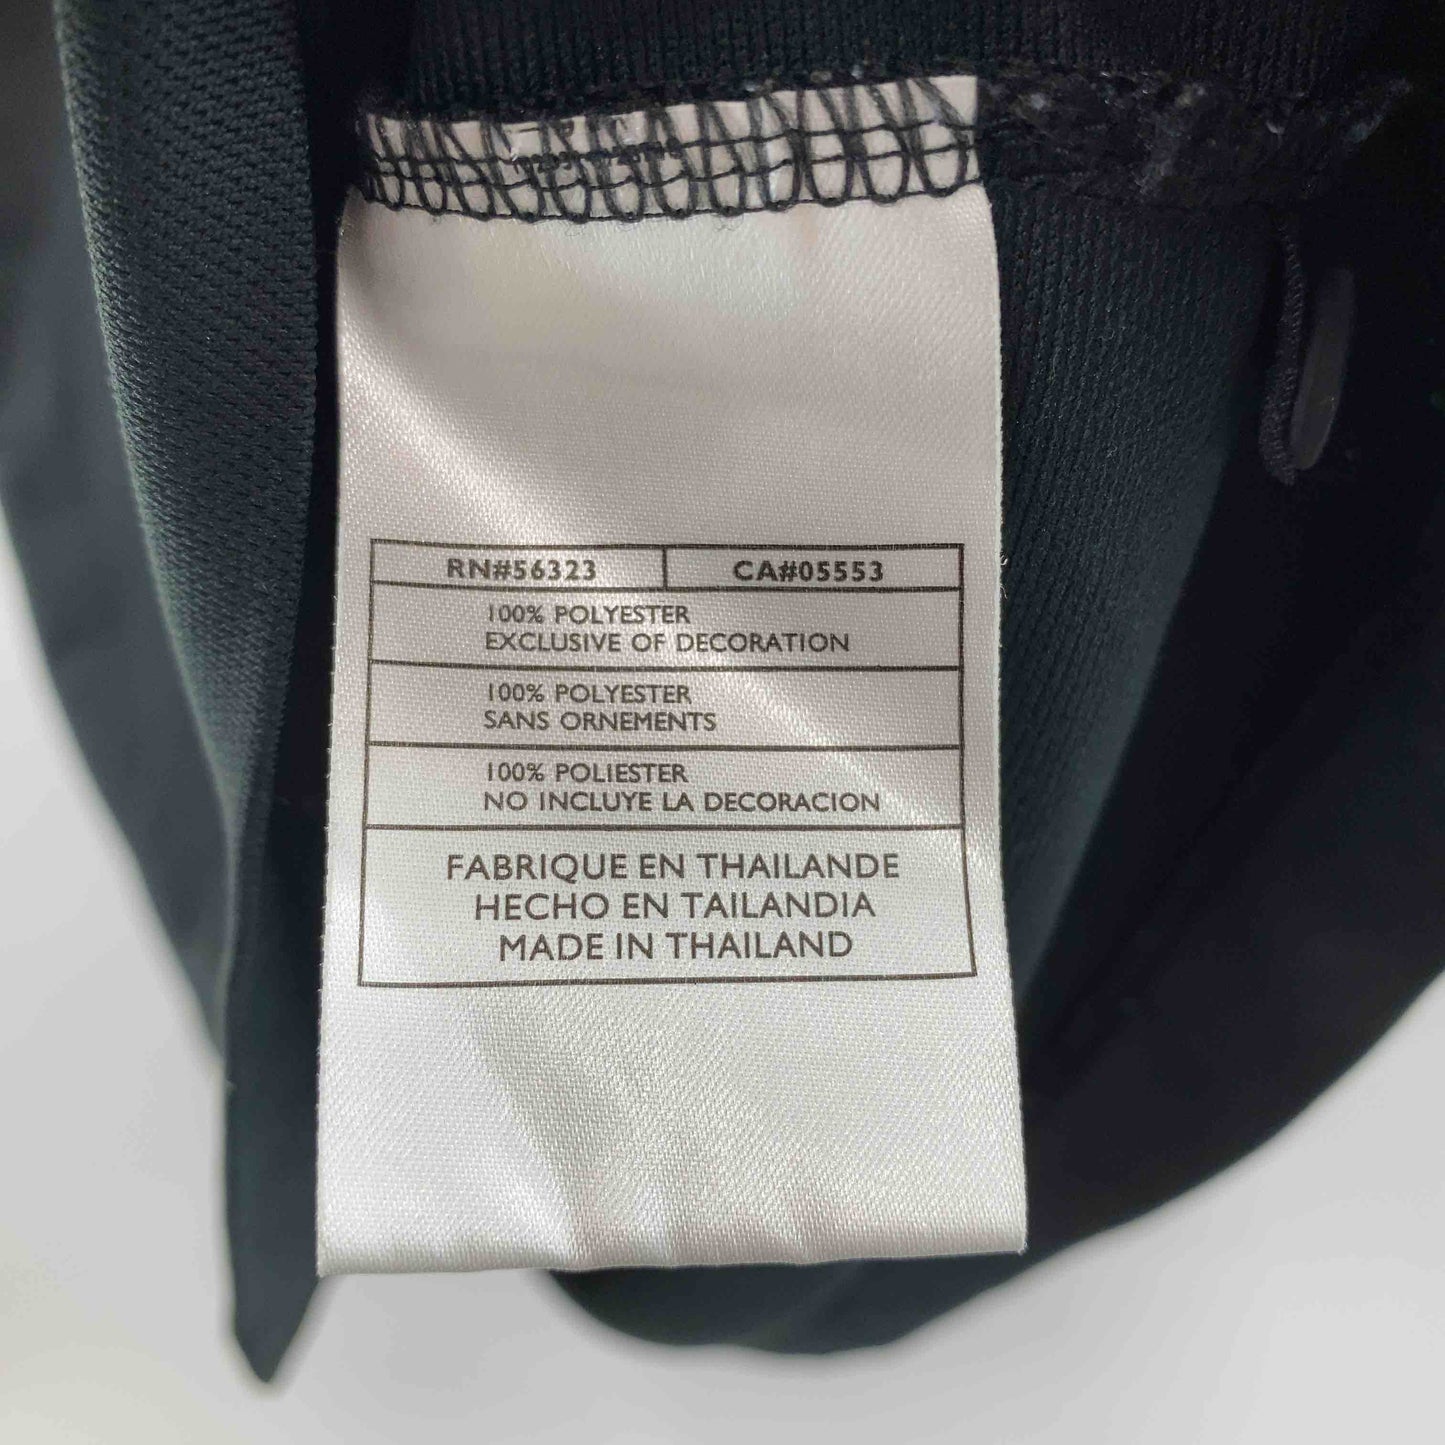 RN#56323 CA#05553
100% POLYESTER
EXCLUSIVE OF DECORATION
100% POLYESTER
SANS ORNEMENTS
100% POLIESTER
NO INCLUYE LA DECORACION
FABRIQUE EN THAILANDE
HECHO EN TAILANDIA
MADE IN THAILAND